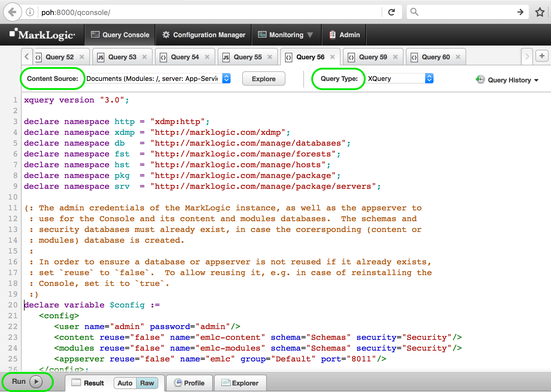 poh:8000/qconsole/
MarkLogic Query Console Configuration Manager Monitoring Admin
Query 52 Query 53 Query 54 Query 55 Query 56 Query 59 Query 60
Content Source: Documents (Modules: /, server: App-Servic Explore Query Type: XQuery Query History
1 xquery version "3.0";
2
3 declare namespace http = "xdmp:http";
4 declare namespace xdmp = "http://marklogic.com/xdmp";
5 declare namespace db = "http://marklogic.com/manage/databases";
6 declare namespace fst = "http://marklogic.com/manage/forests";
7 declare namespace hst = "http://marklogic.com/manage/hosts";
8 declare namespace pkg = "http://marklogic.com/manage/package";
9 declare namespace srv = "http://marklogic.com/manage/package/servers";
10
11 (: The admin credentials of the MarkLogic instance, as well as the appserver to
12 : use for the Console and its content and modules databases. The schemas and
13 : security databases must already exist, in case the corersponding (content or
14 : modules) database is created.
15 :
16 : In order to ensure a database or appserver is not reused if it already exists,
17 : set `reuse` to `false`. To allow reusing it, e.g. in case of reinstalling the
18 : Console, set it to `true`.
19 :)
20 declare variable $config :=
21 <config>
22 <user name="admin" password="admin"/>
23 <content reuse="false" name="emlc-content" schema="Schemas" security="Security"/>
24 <modules reuse="false" name="emlc-modules" schema="Schemas" security="Security"/>
25 <appserver reuse="false" name="emlc" group="Default" port="8011"/>
26 </config>;
Run Result Auto Raw Profile Explorer